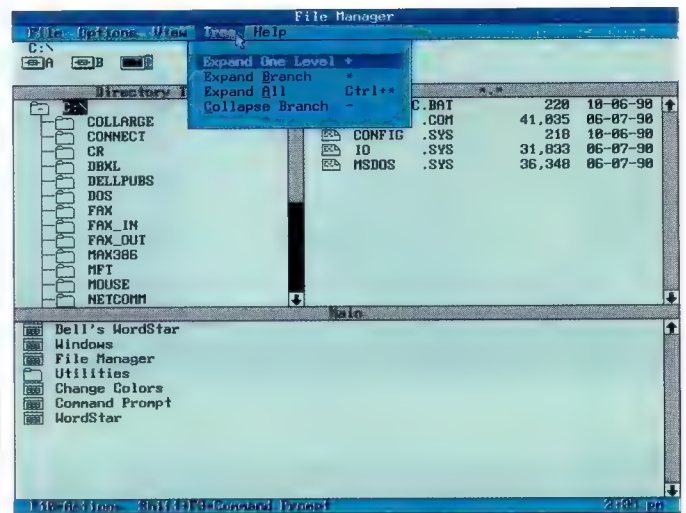 File Manager
File Options View Tree Help
C:\
A B
Expand One Level +
Expand Branch *
Expand All Ctrl+*
Collapse Branch -
Directory T
*.*
C:\
COLLARGE
CONNECT
CR
DBXL
DELLPUBS
DOS
FAX
FAX_IN
FAX_OUT
MAX386
MFT
MOUSE
NETCOMM
C.BAT 220 10-06-90
.COM 41,035 06-07-90
CONFIG .SYS 218 10-06-90
IO .SYS 31,833 06-07-90
MSDOS .SYS 36,348 06-07-90
Main
Dell's WordStar
Windows
File Manager
Utilities
Change Colors
Command Prompt
WordStar
F10=Actions Shift+F9=Command Prompt